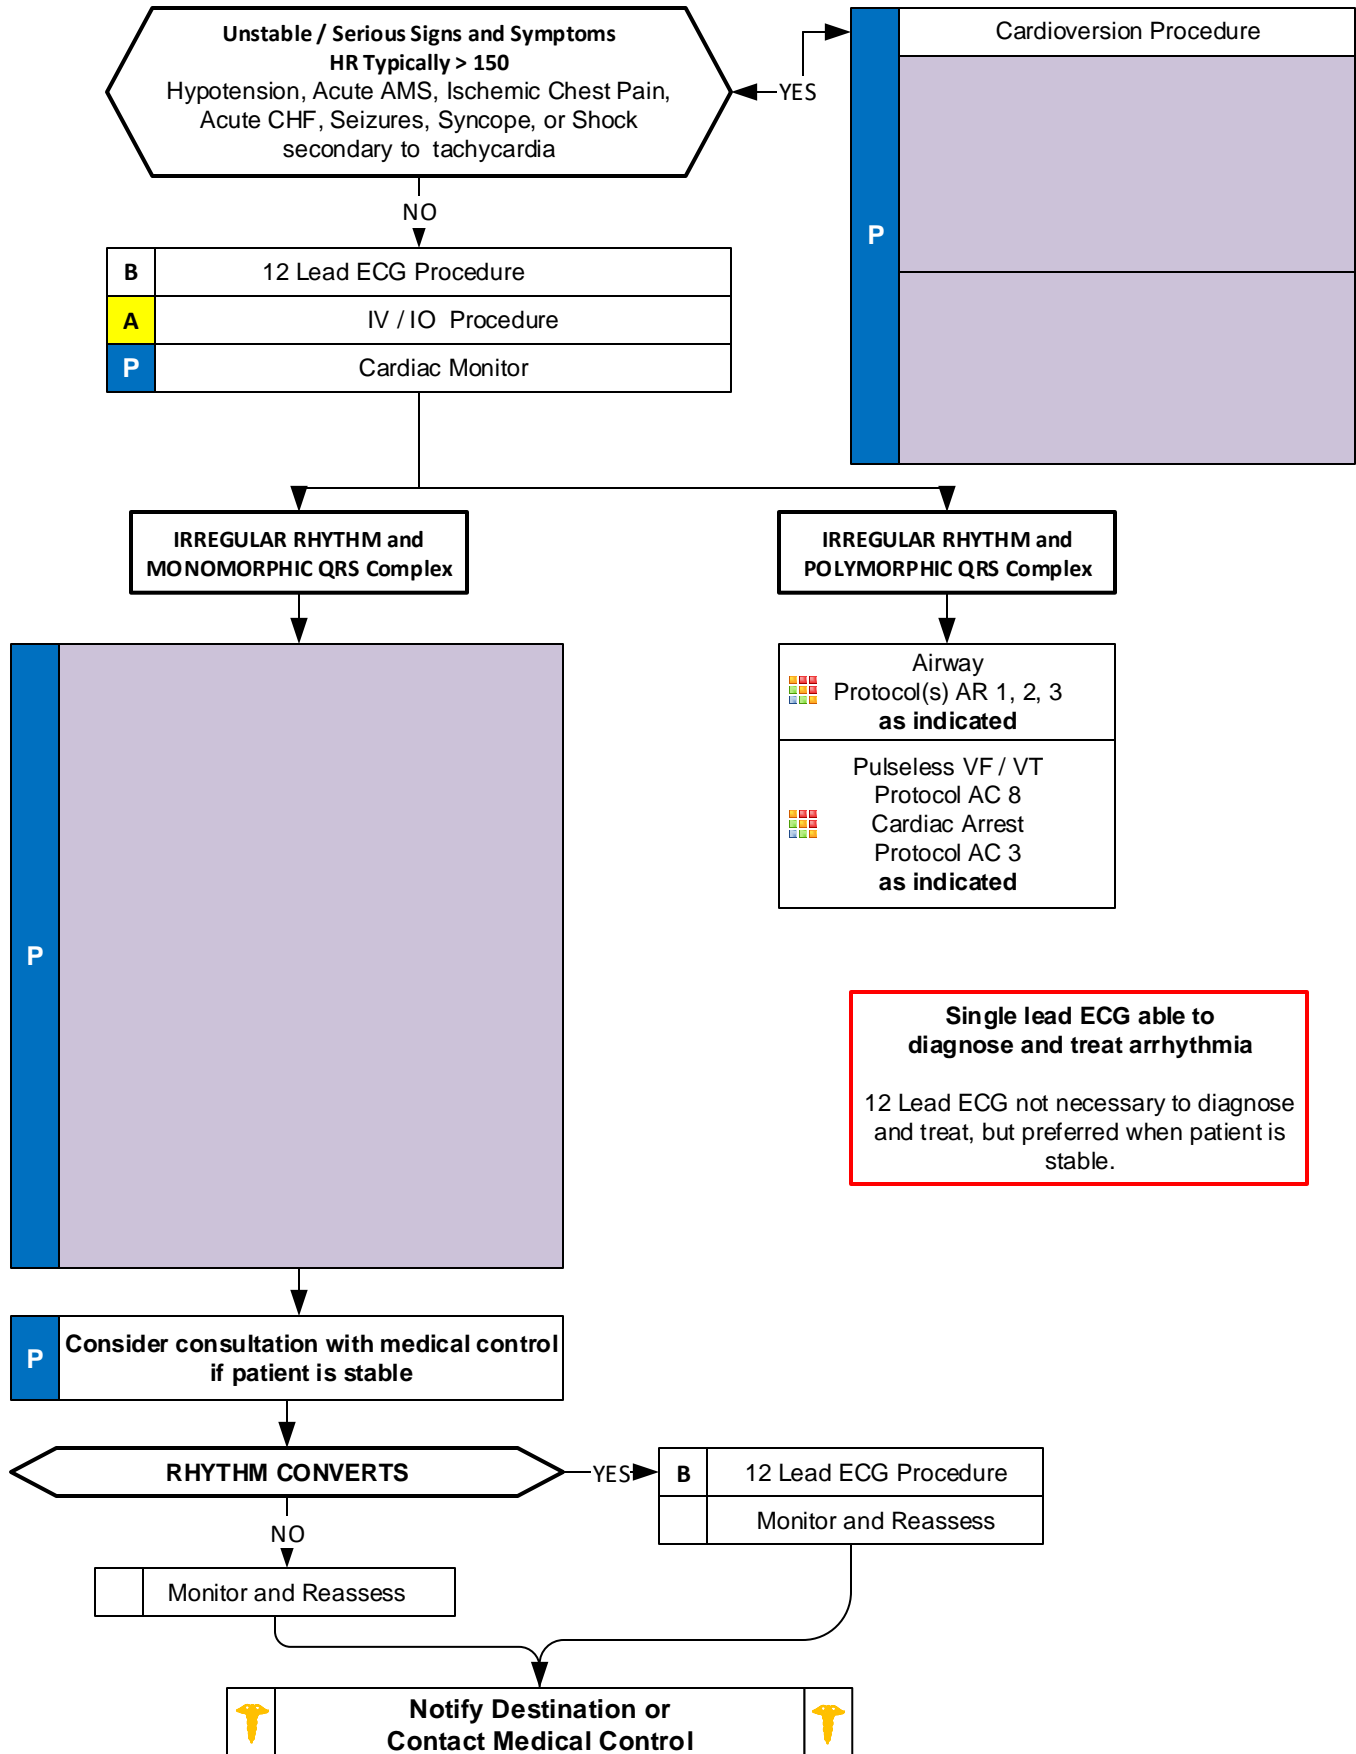 Unstable / Serious Signs and Symptoms
HR Typically > 150
Hypotension, Acute AMS, Ischemic Chest Pain,
Acute CHF, Seizures, Syncope, or Shock
secondary to tachycardia
YES
Cardioversion Procedure
P
NO
B
12 Lead ECG Procedure
A
IV / IO Procedure
P
Cardiac Monitor
IRREGULAR RHYTHM and
MONOMORPHIC QRS Complex
IRREGULAR RHYTHM and
POLYMORPHIC QRS Complex
Airway
Protocol(s) AR 1, 2, 3
as indicated
Pulseless VF / VT
Protocol AC 8
Cardiac Arrest
Protocol AC 3
as indicated
P
Single lead ECG able to
diagnose and treat arrhythmia
12 Lead ECG not necessary to diagnose
and treat, but preferred when patient is
stable.
P
Consider consultation with medical control
if patient is stable
RHYTHM CONVERTS
YES
B
12 Lead ECG Procedure
Monitor and Reassess
NO
Monitor and Reassess
Notify Destination or
Contact Medical Control